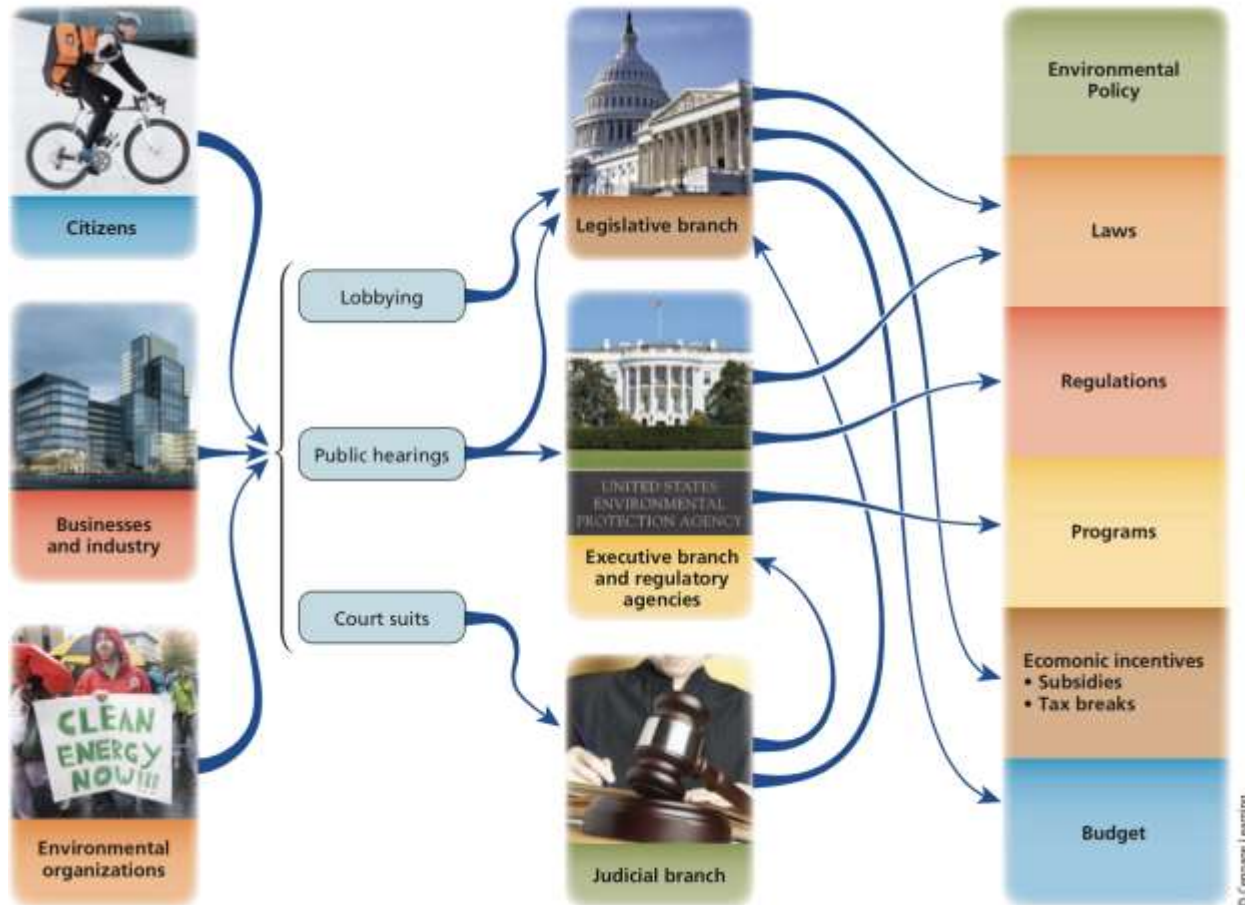 Citizens
Businesses
and industry
CLEAN
ENERGY
NOW!!!
Environmental
organizations
Lobbying
Public hearings
Court suits
Legislative branch
UNITED STATES
ENVIRONMENTAL
PROTECTION AGENCY
Executive branch
and regulatory
agencies
Judicial branch
Environmental
Policy
Laws
Regulations
Programs
Ecomonic incentives
• Subsidies
• Tax breaks
Budget
© Cengage Learning